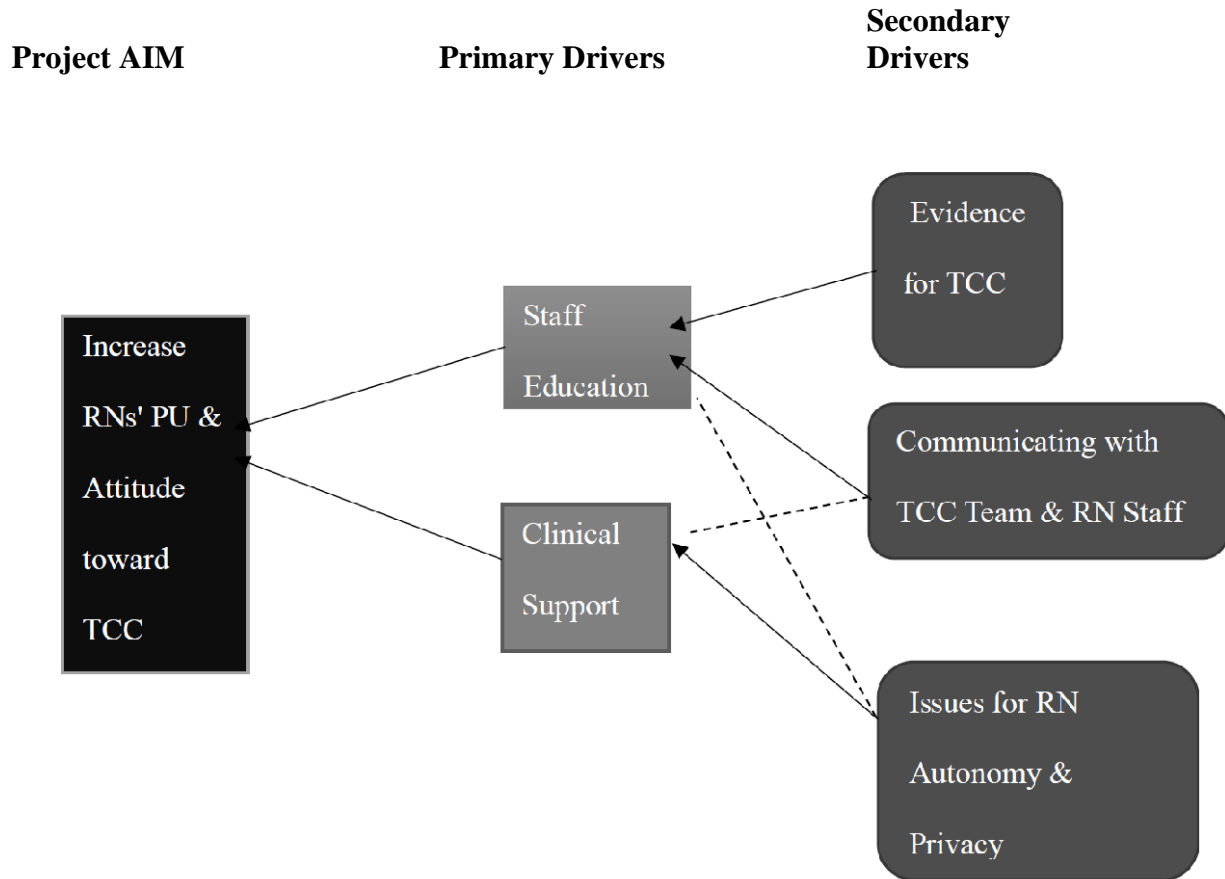 Project AIM
Primary Drivers
Secondary
Drivers
Increase
RNs' PU &
Attitude
toward
TCC
Staff
Education
Clinical
Support
Evidence
for TCC
Communicating with
TCC Team & RN Staff
Issues for RN
Autonomy &
Privacy